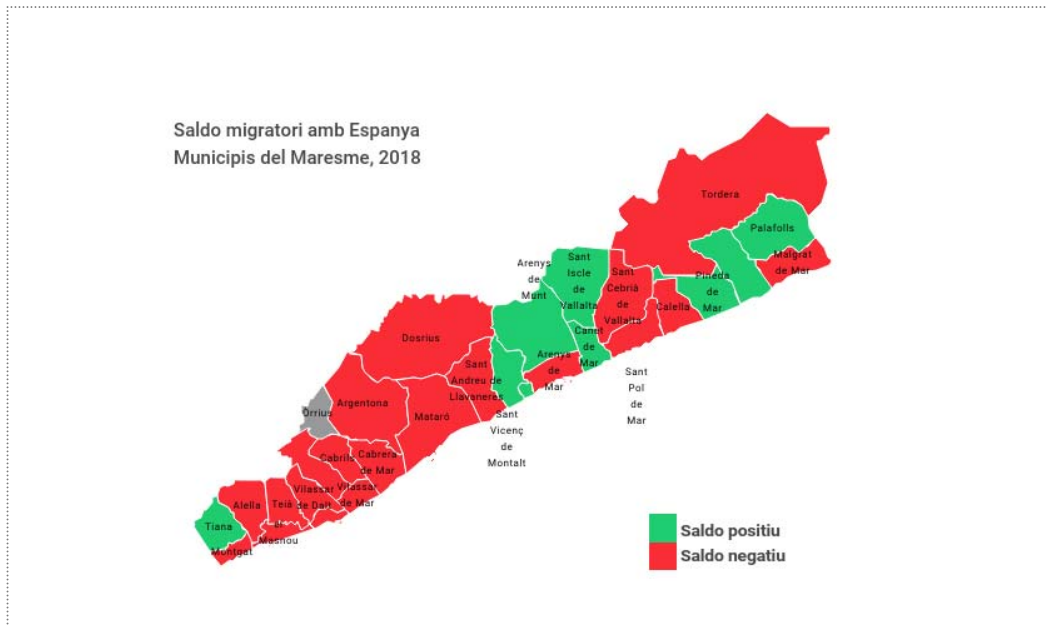 Saldo migratori amb Espanya
Municipis del Maresme, 2018
Tordera
Palafolls
Malgrat
de Mar
Pineda
de
Mar
Calella
Sant
Cebrià
de
Vallalta
Sant
Iscle
de
Vallalta
Arenys
de
Munt
Canet
de
Mar
Arenys
de
Mar
Sant
Pol
de
Mar
Dosrius
Sant
Andreu de
Llavaneres
Sant
Vicenç
de
Montalt
Argentona
Mataró
Òrrius
Cabrils
Cabrera
de Mar
Vilassar
de Dalt
Vilassar
de Mar
Alella
Teià
el
Masnou
Tiana
Montgat
Saldo positiu
Saldo negatiu